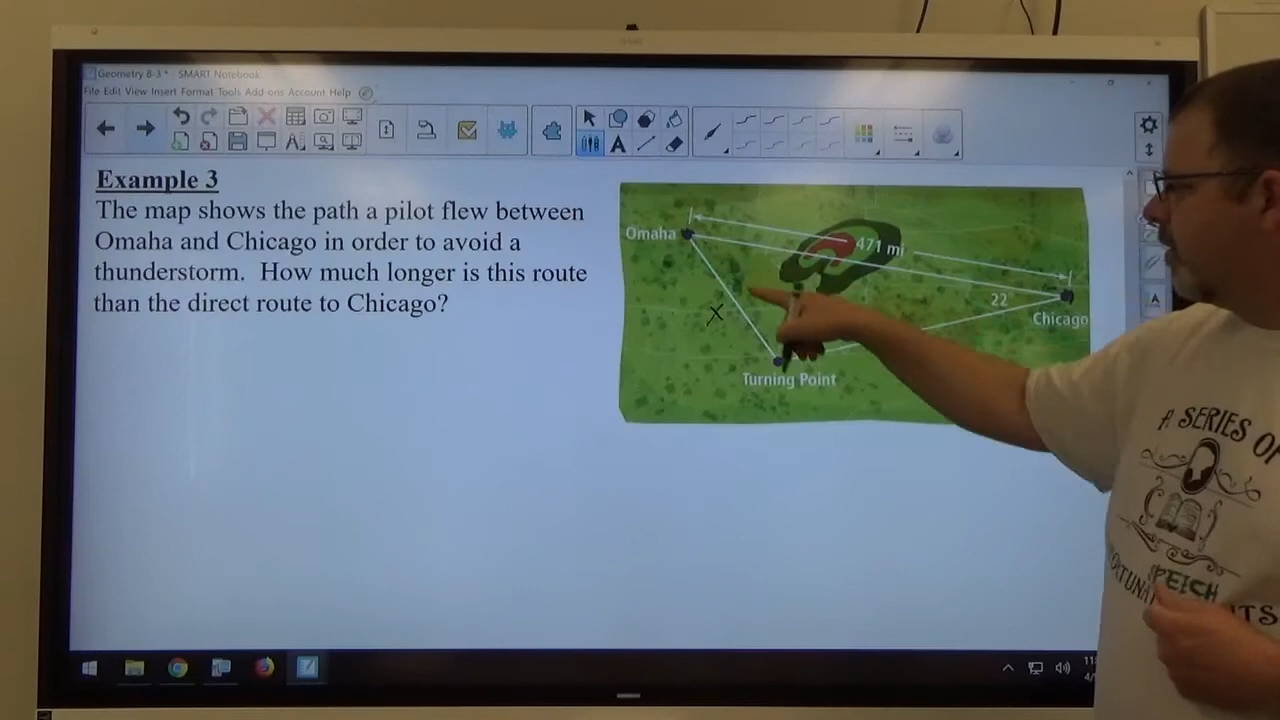 Geometry 8-3 * - SMART Notebook
File Edit View Insert Format Tools Add-ons Account Help
Example 3
The map shows the path a pilot flew between
Omaha and Chicago in order to avoid a
thunderstorm. How much longer is this route
than the direct route to Chicago?
Omaha
471 mi
22°
Chicago
X
Turning Point
A SERIES OF
SPEECH